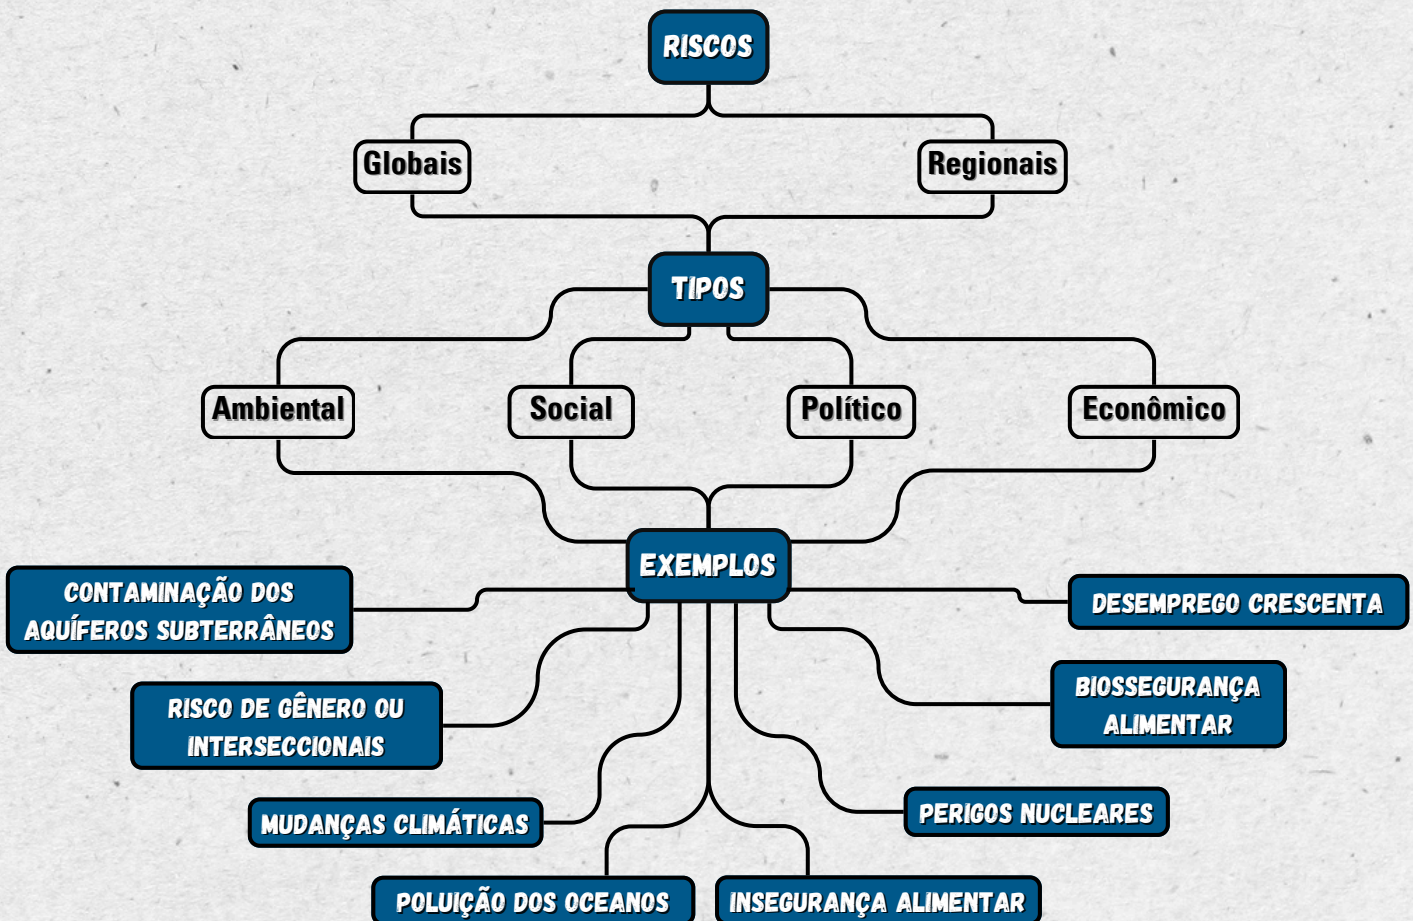 RISCOS
Globais
Regionais
TIPOS
Ambiental
Social
Político
Econômico
EXEMPLOS
CONTAMINAÇÃO DOS
AQUÍFEROS SUBTERRÂNEOS
DESEMPREGO CRESCENTA
RISCO DE GÊNERO OU
INTERSECCIONAIS
BIOSSEGURANÇA
ALIMENTAR
MUDANÇAS CLIMÁTICAS
PERIGOS NUCLEARES
POLUIÇÃO DOS OCEANOS
INSEGURANÇA ALIMENTAR